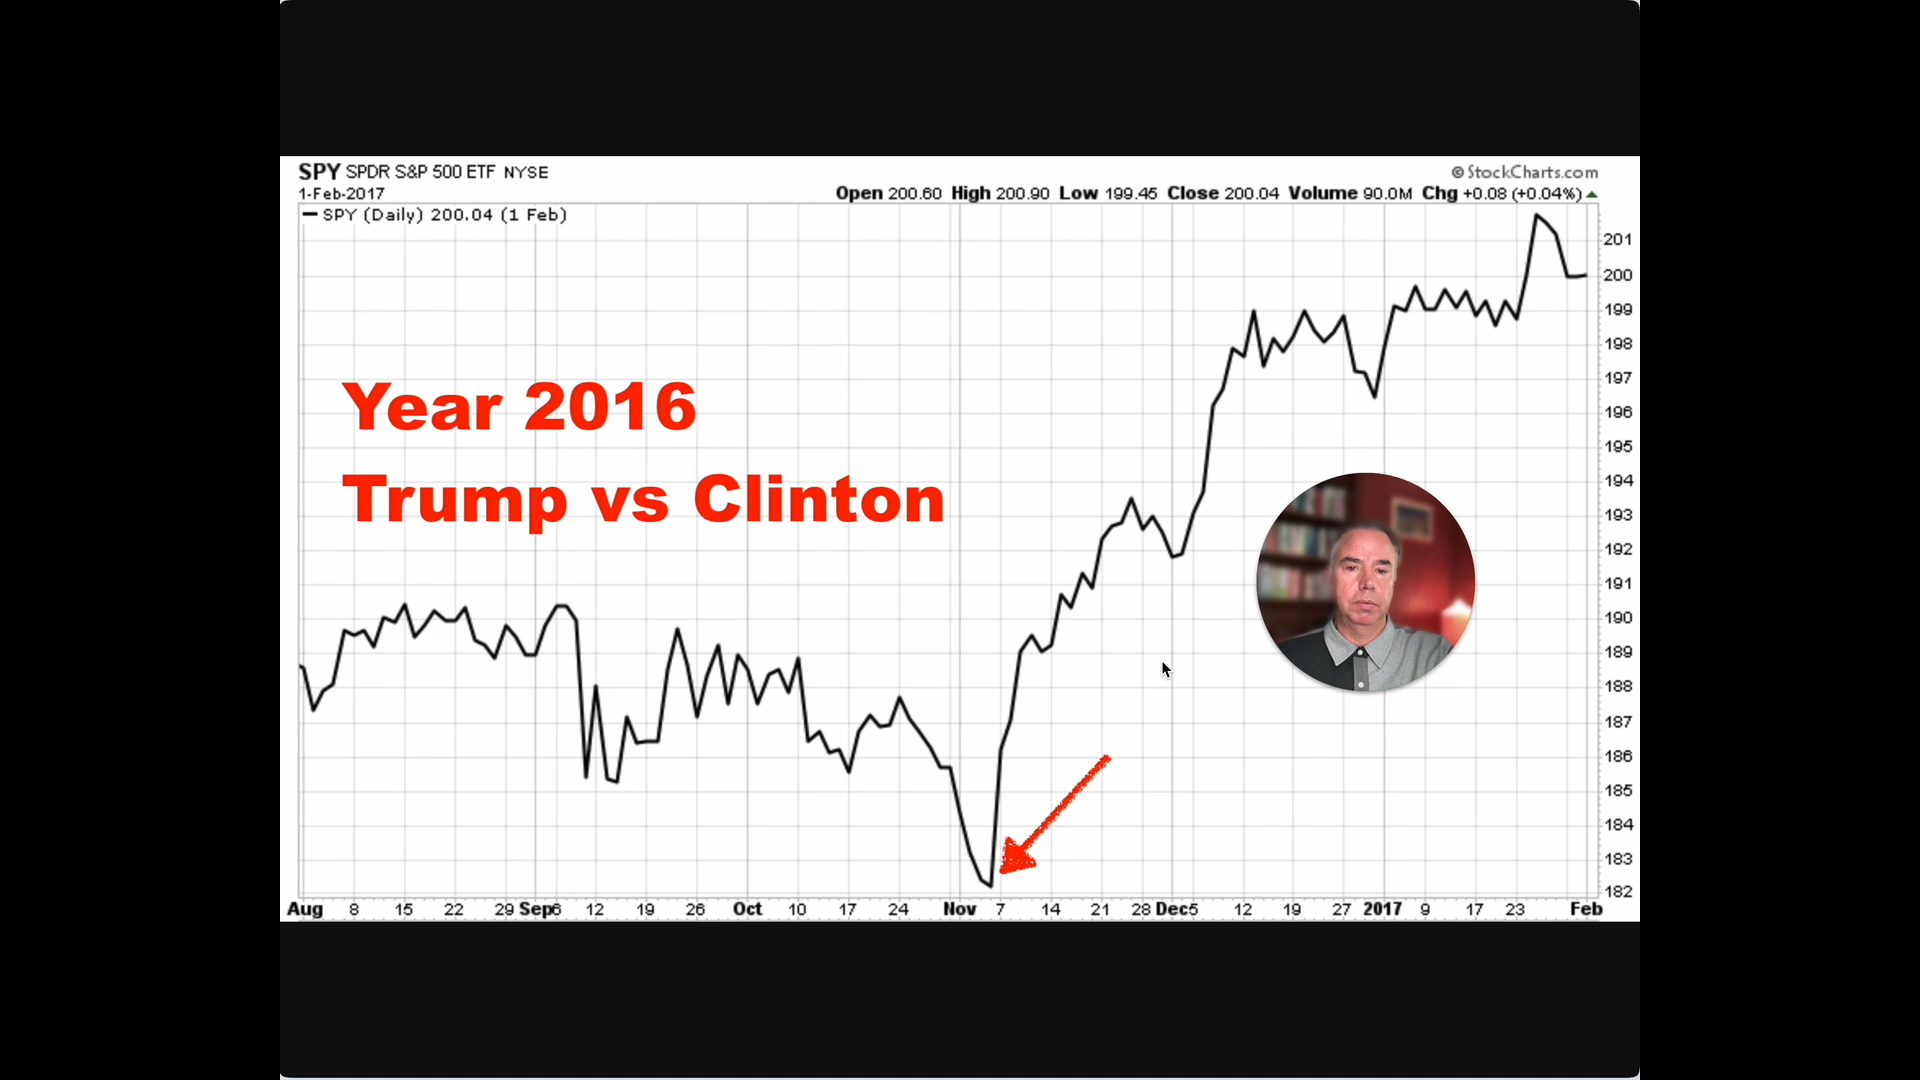 SPY SPDR S&P 500 ETF NYSE
© StockCharts.com
1-Feb-2017
Open 200.60 High 200.90 Low 199.45 Close 200.04 Volume 90.0M Chg +0.08 (+0.04%)
SPY (Daily) 200.04 (1 Feb)
201
200
199
198
197
196
195
194
193
192
191
190
189
188
187
186
185
184
183
182
Year 2016
Trump vs Clinton
Aug 8 15 22 29 Sep6 12 19 26 Oct 10 17 24 Nov 7 14 21 28 Dec5 12 19 27 2017 9 17 23 Feb